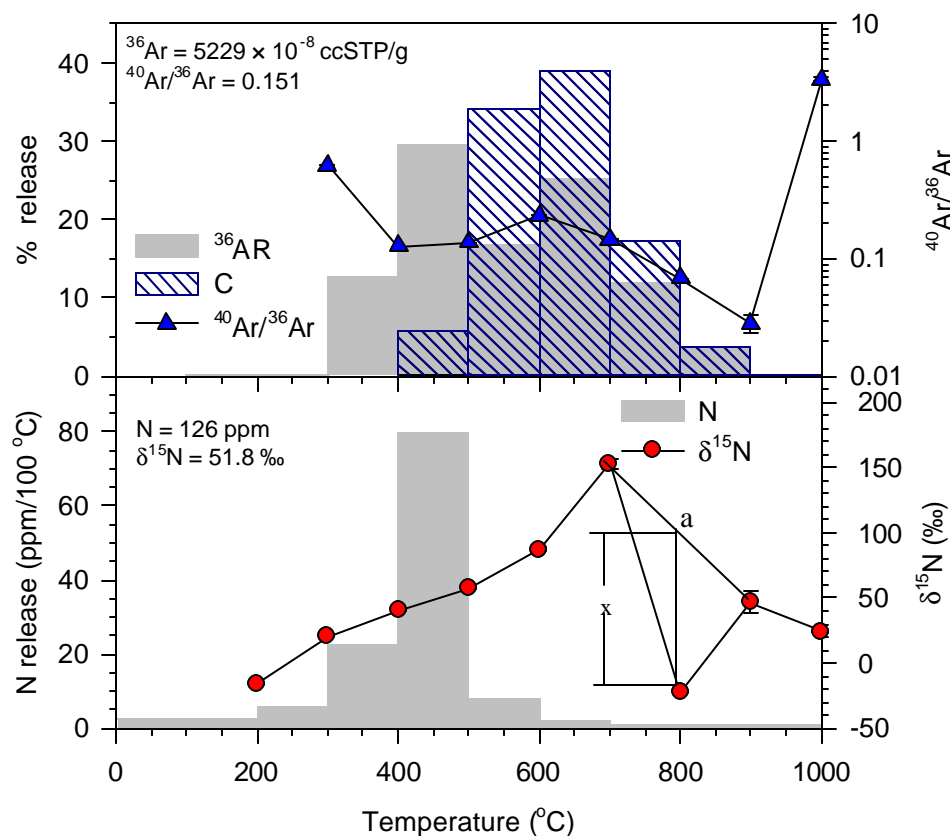 ³⁶Ar = 5229 × 10⁻⁸ ccSTP/g
⁴⁰Ar/³⁶Ar = 0.151
% release
40
30
20
10
0
³⁶AR
C
⁴⁰Ar/³⁶Ar
10
1
0.1
0.01
⁴⁰Ar/³⁶Ar
N = 126 ppm
δ¹⁵N = 51.8 ‰
N release (ppm/100 °C)
80
60
40
20
0
N
δ¹⁵N
a
x
200
150
100
50
0
-50
δ¹⁵N (‰)
0 200 400 600 800 1000
Temperature (°C)